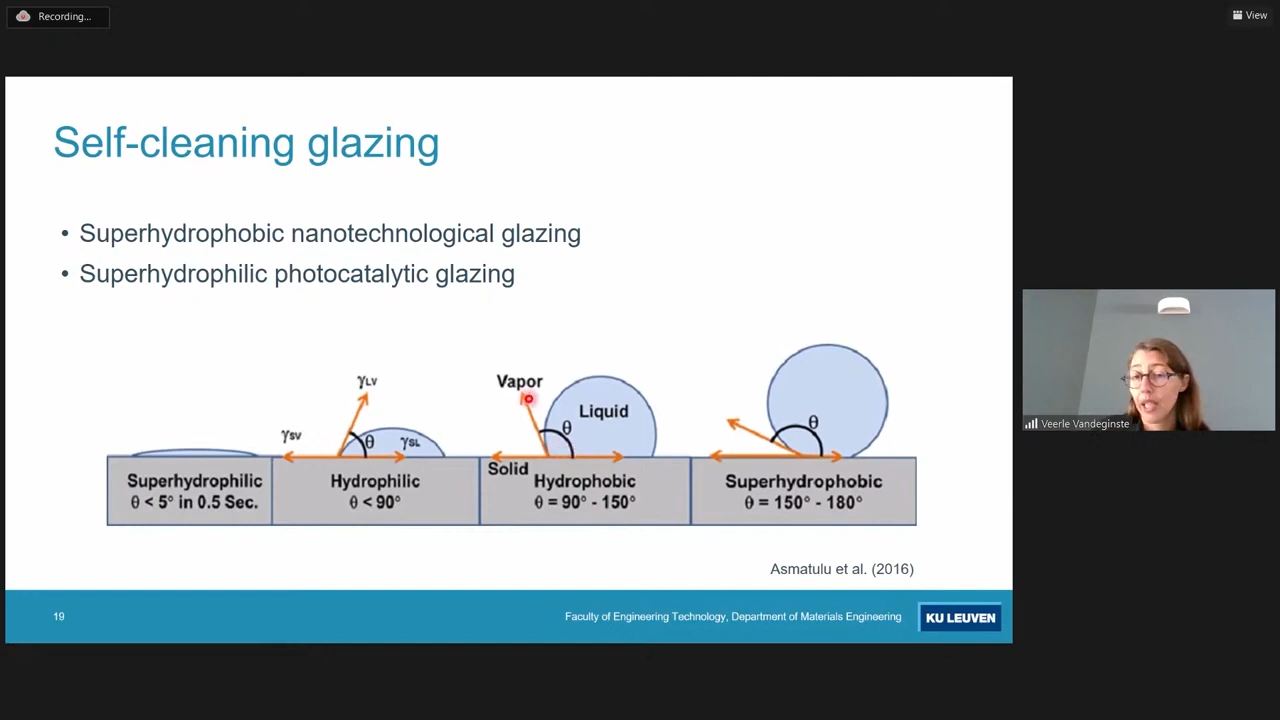 Recording...
View
Self-cleaning glazing
• Superhydrophobic nanotechnological glazing
• Superhydrophilic photocatalytic glazing
γLV
γSV
θ
γSL
Vapor
Liquid
θ
Solid
θ
Superhydrophilic
θ < 5° in 0.5 Sec.
Hydrophilic
θ < 90°
Hydrophobic
θ = 90° - 150°
Superhydrophobic
θ = 150° - 180°
Asmatulu et al. (2016)
19
Faculty of Engineering Technology, Department of Materials Engineering
KU LEUVEN
Veerle Vandeginste